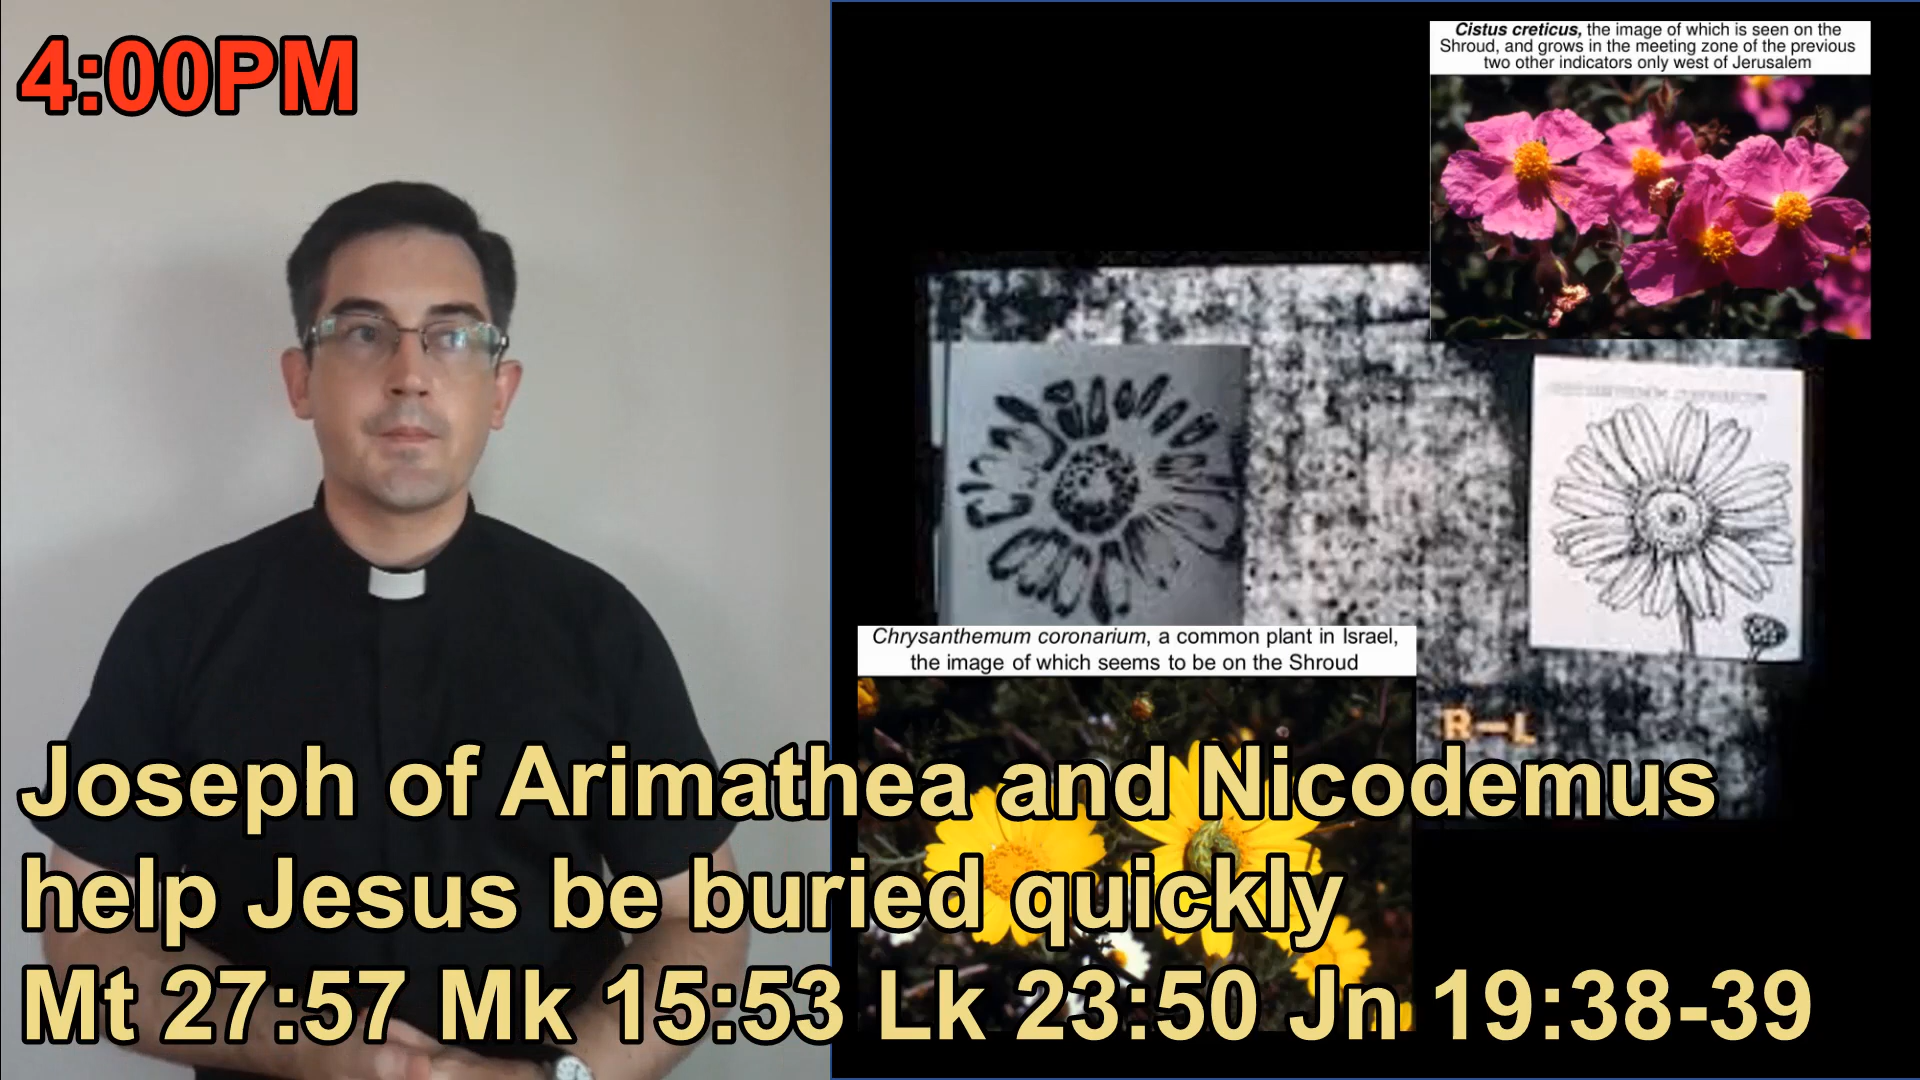 4:00PM
Cistus creticus, the image of which is seen on the
Shroud, and grows in the meeting zone of the previous
two other indicators only west of Jerusalem
Chrysanthemum coronarium, a common plant in Israel,
the image of which seems to be on the Shroud
R-L
Joseph of Arimathea and Nicodemus
help Jesus be buried quickly
Mt 27:57 Mk 15:53 Lk 23:50 Jn 19:38-39